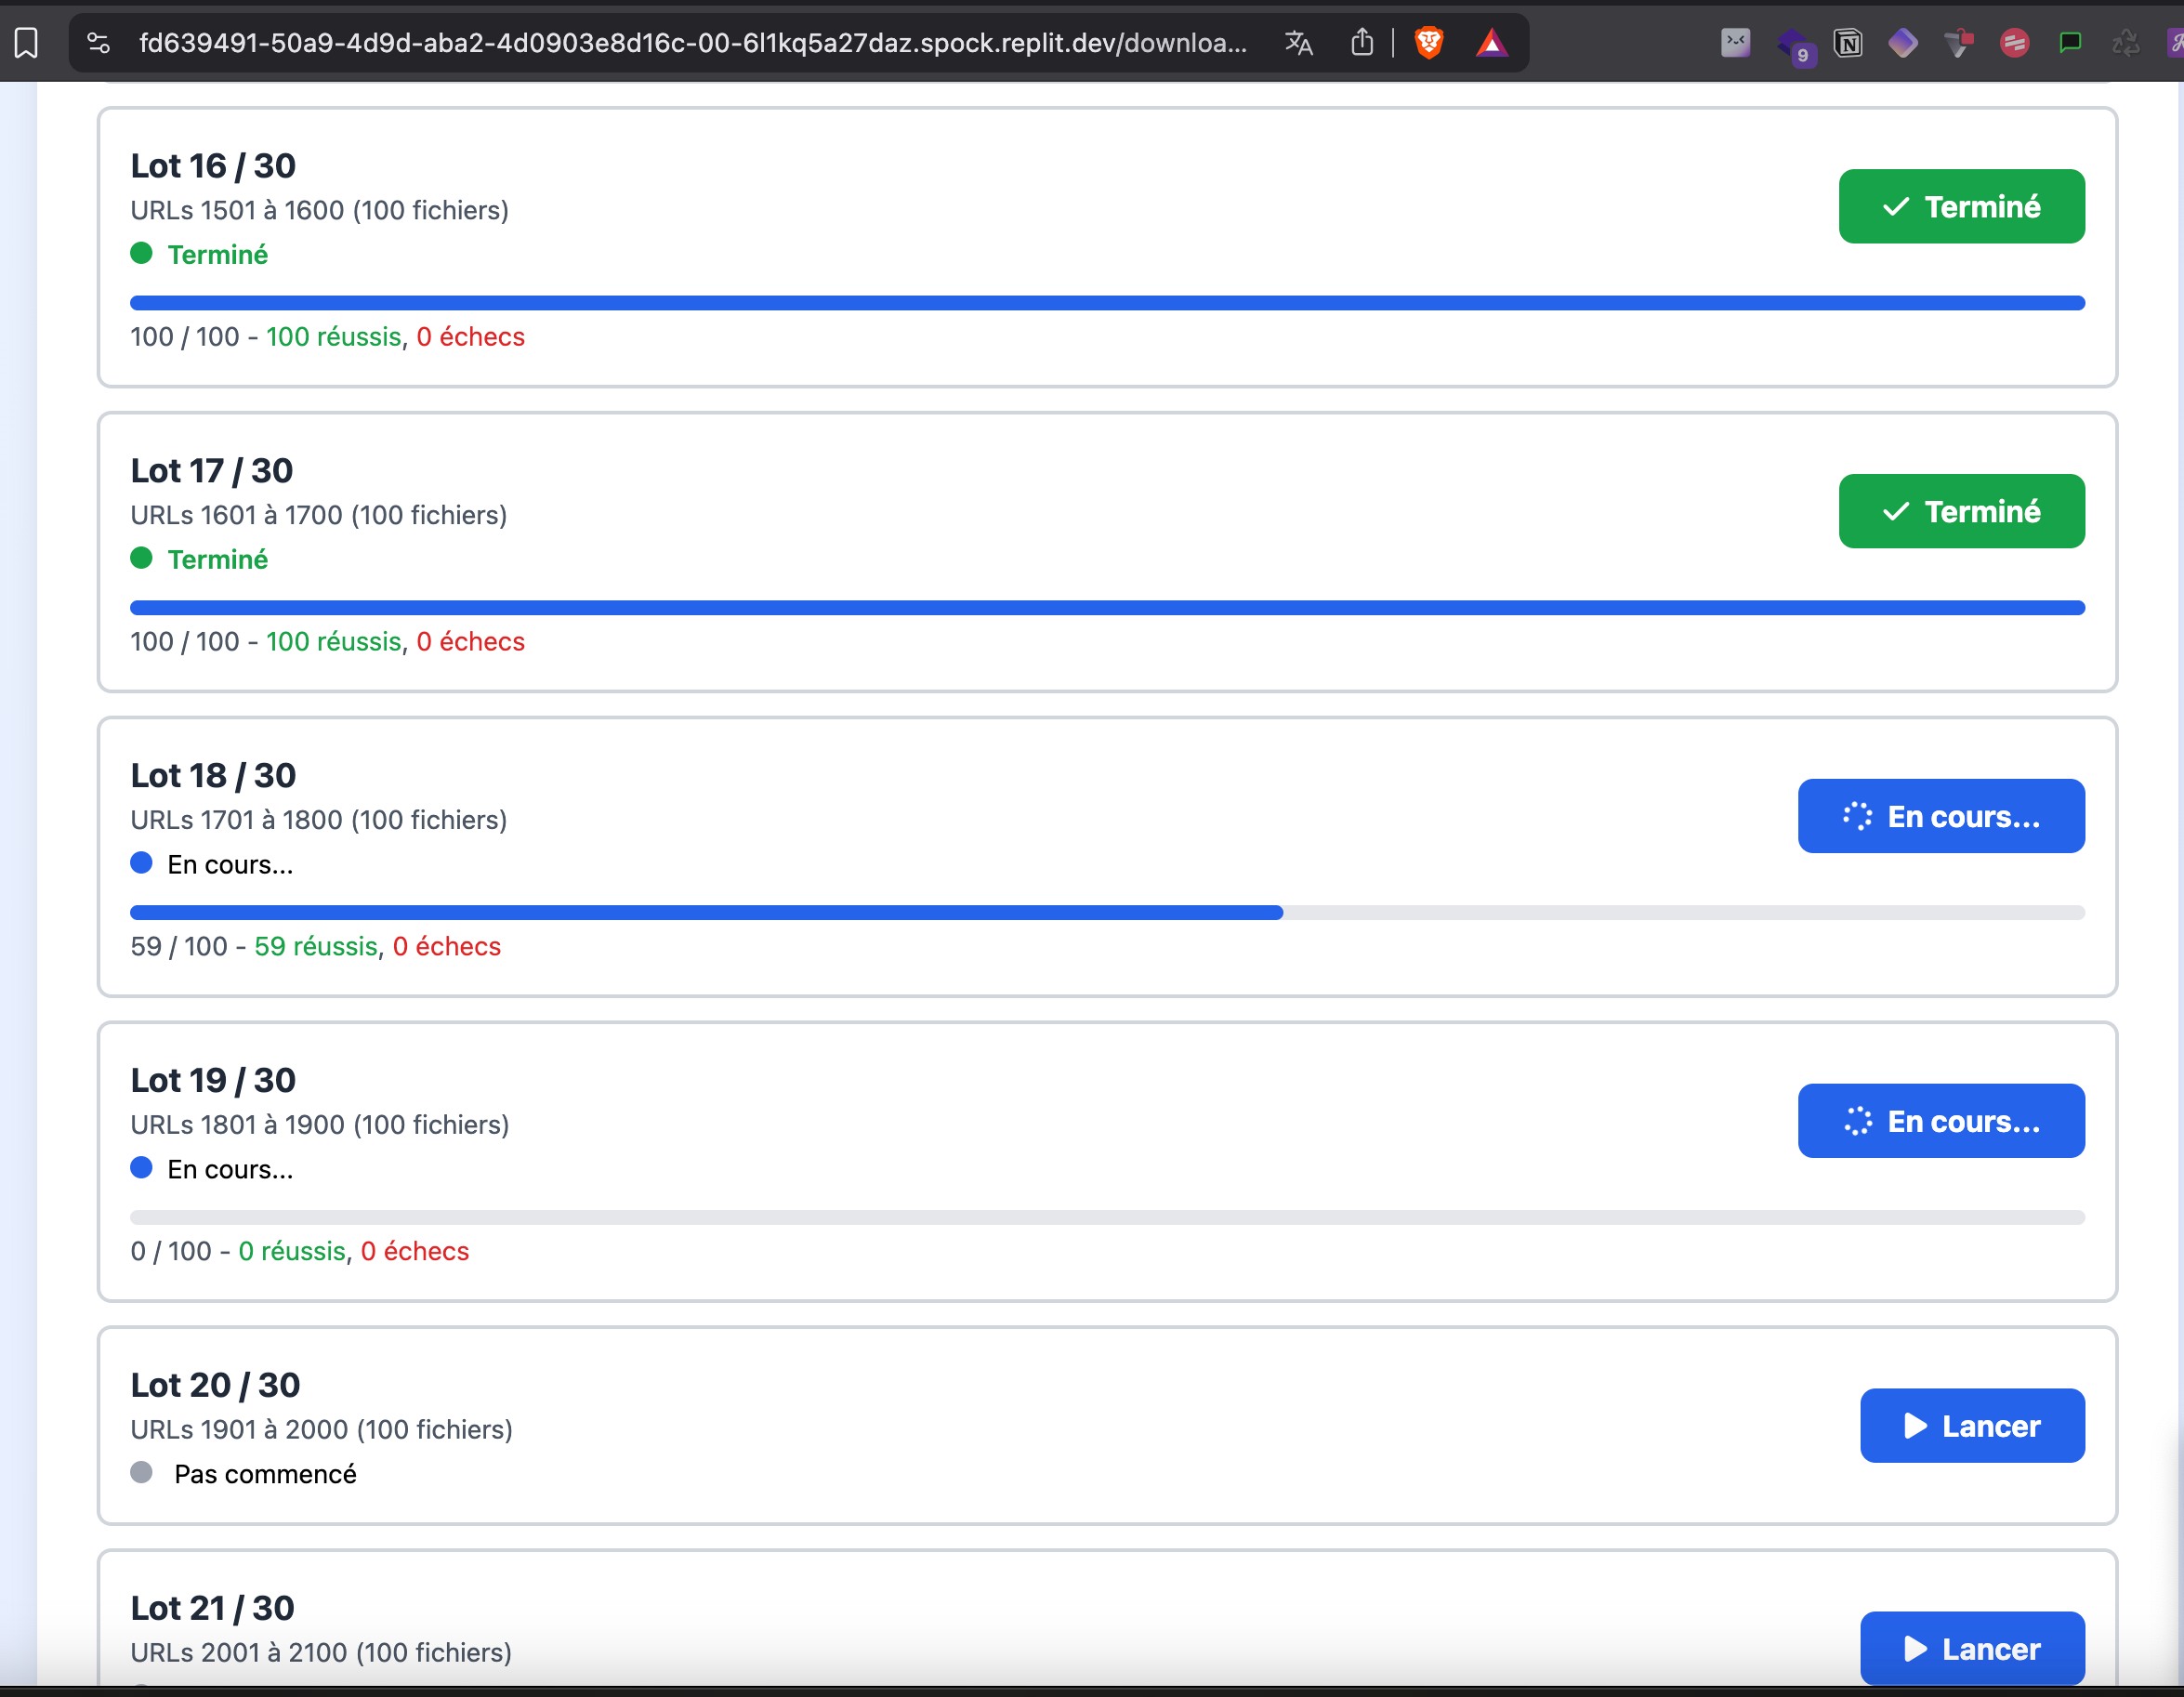 fd639491-50a9-4d9d-aba2-4d0903e8d16c-00-6l1kq5a27daz.spock.replit.dev/downloa...
9
Lot 16 / 30
URLs 1501 à 1600 (100 fichiers)
Terminé
Terminé
100 / 100 - 100 réussis, 0 échecs
Lot 17 / 30
URLs 1601 à 1700 (100 fichiers)
Terminé
Terminé
100 / 100 - 100 réussis, 0 échecs
Lot 18 / 30
URLs 1701 à 1800 (100 fichiers)
En cours...
En cours...
59 / 100 - 59 réussis, 0 échecs
Lot 19 / 30
URLs 1801 à 1900 (100 fichiers)
En cours...
En cours...
0 / 100 - 0 réussis, 0 échecs
Lot 20 / 30
URLs 1901 à 2000 (100 fichiers)
Lancer
Pas commencé
Lot 21 / 30
URLs 2001 à 2100 (100 fichiers)
Lancer